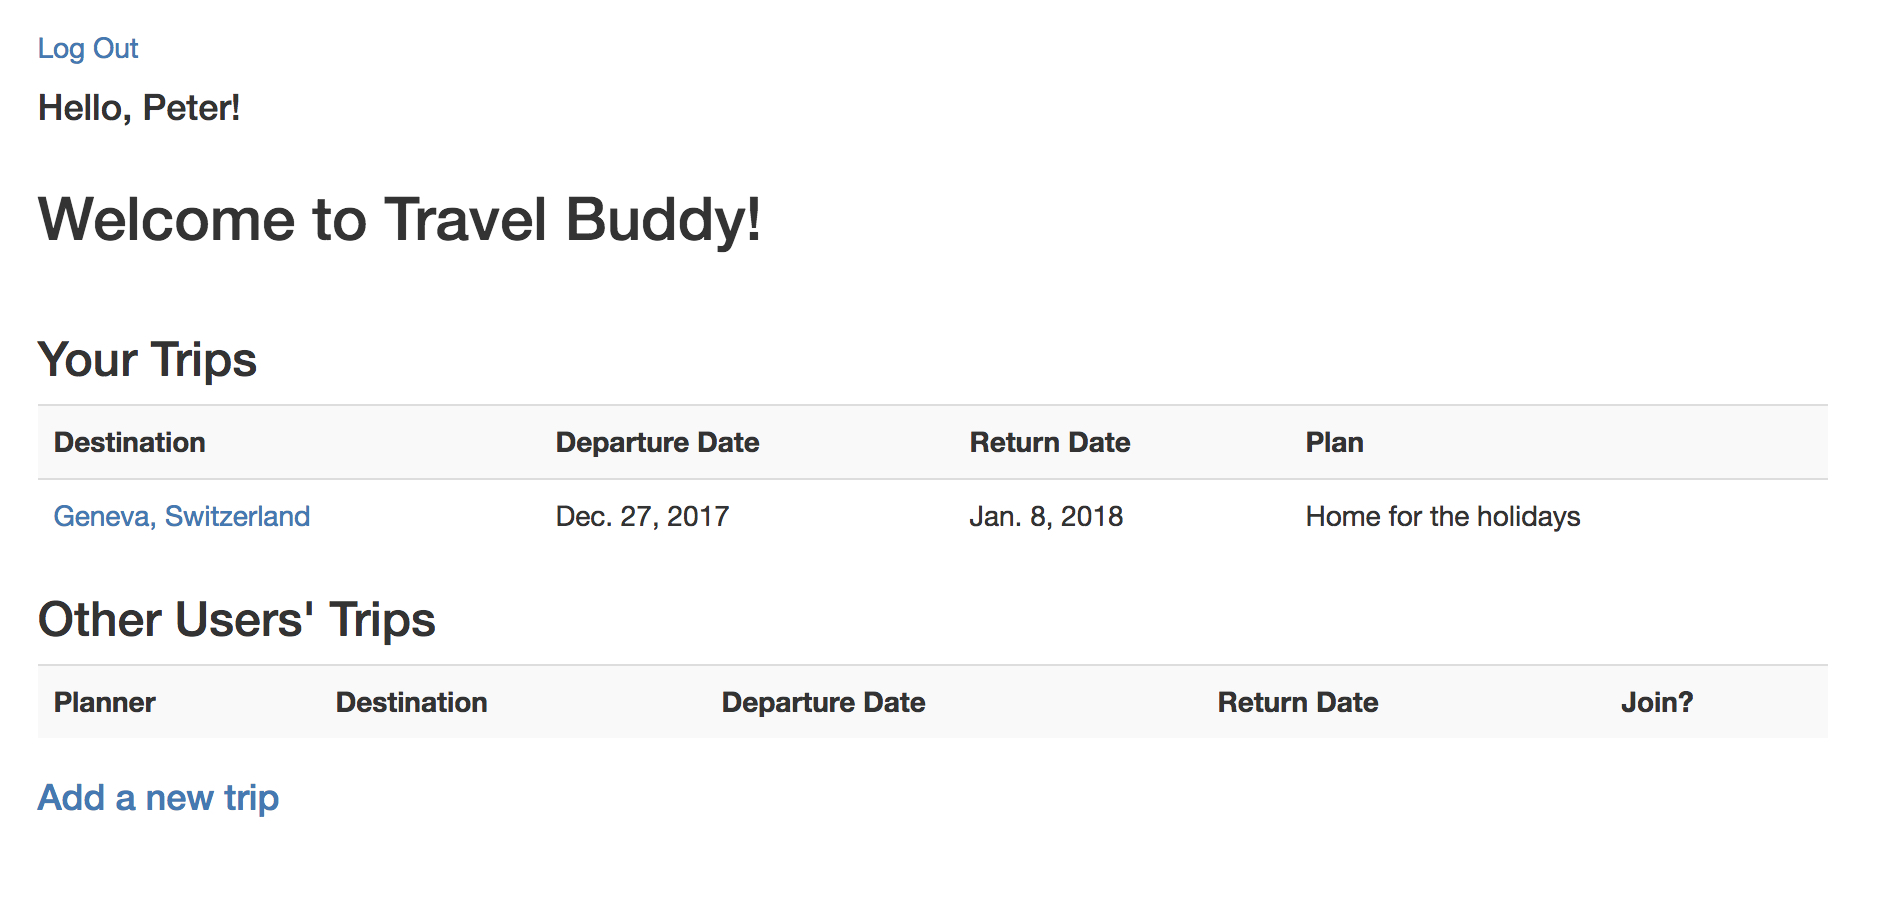 Log Out
Hello, Peter!
Welcome to Travel Buddy!
Your Trips
Destination Departure Date Return Date Plan
Geneva, Switzerland Dec. 27, 2017 Jan. 8, 2018 Home for the holidays
Other Users' Trips
Planner Destination Departure Date Return Date Join?
Add a new trip